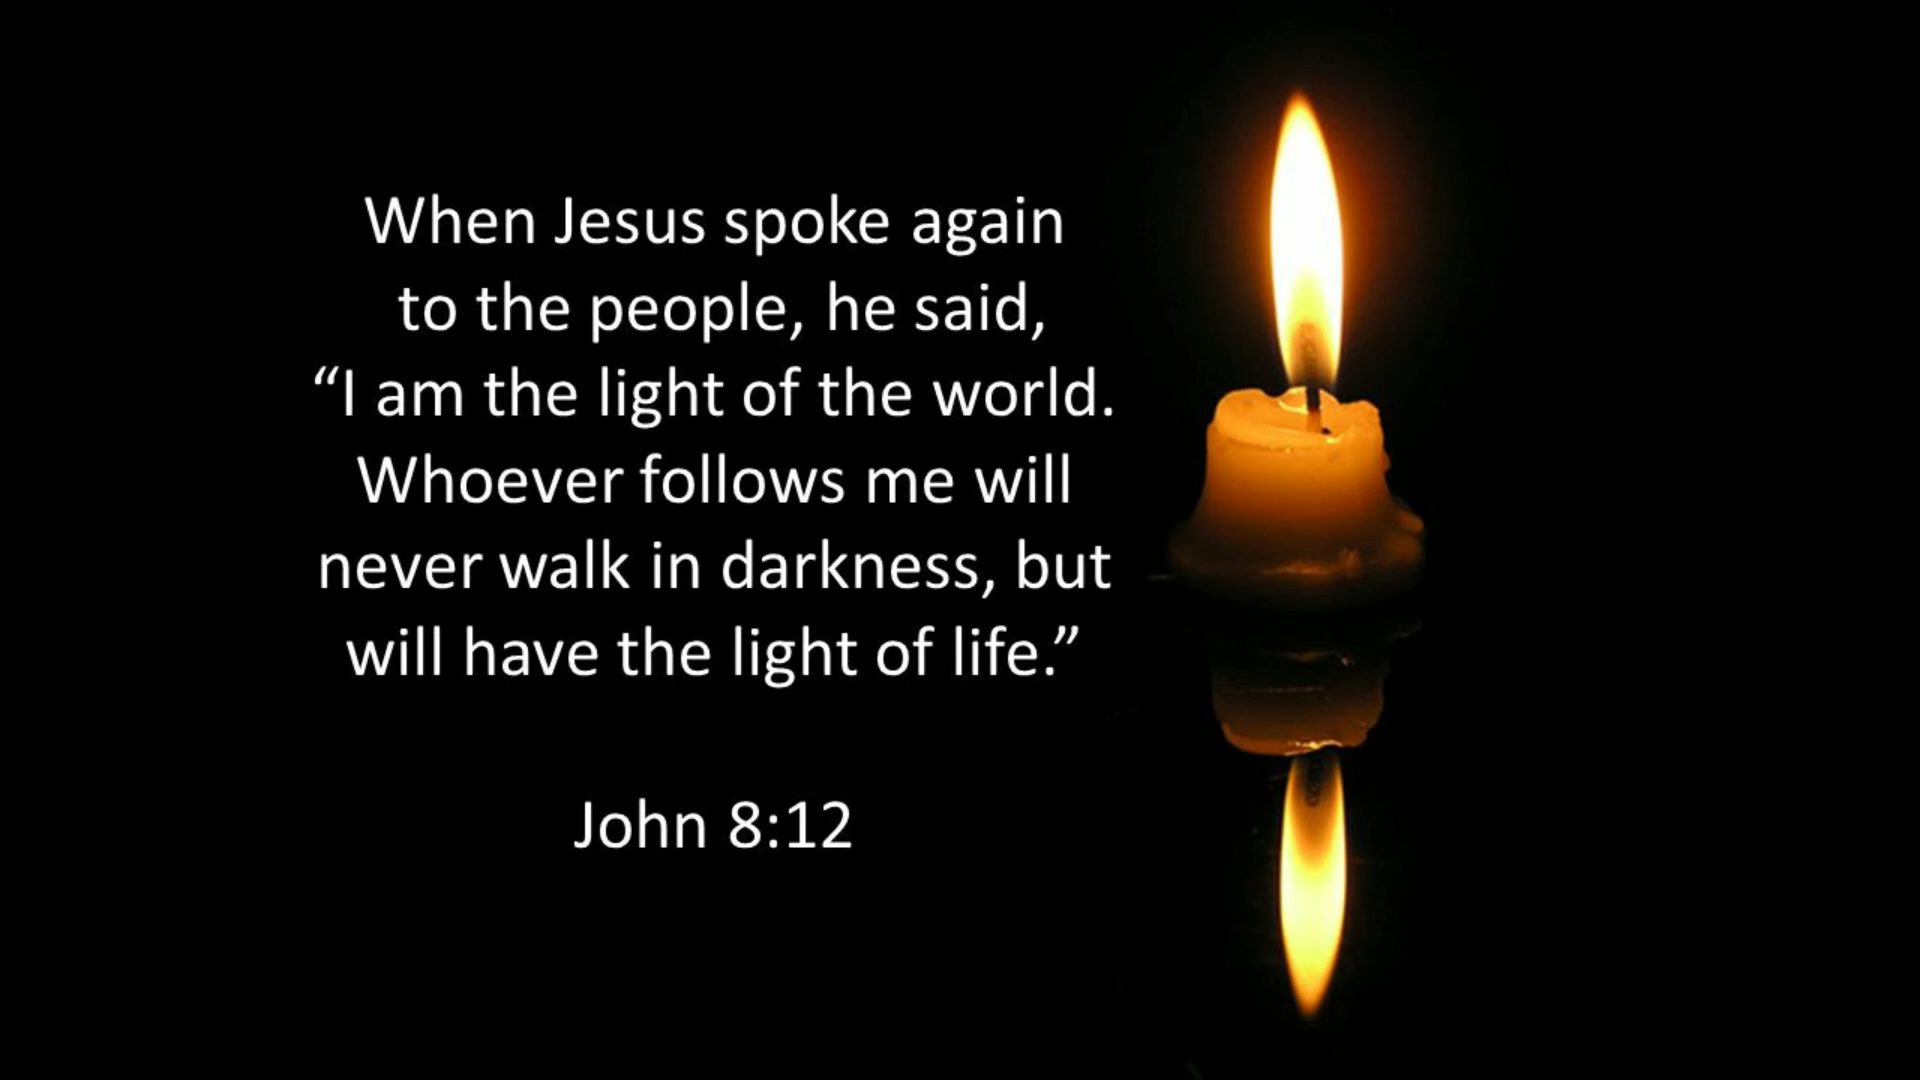 When Jesus spoke again
to the people, he said,
“I am the light of the world.
Whoever follows me will
never walk in darkness, but
will have the light of life.”
John 8:12